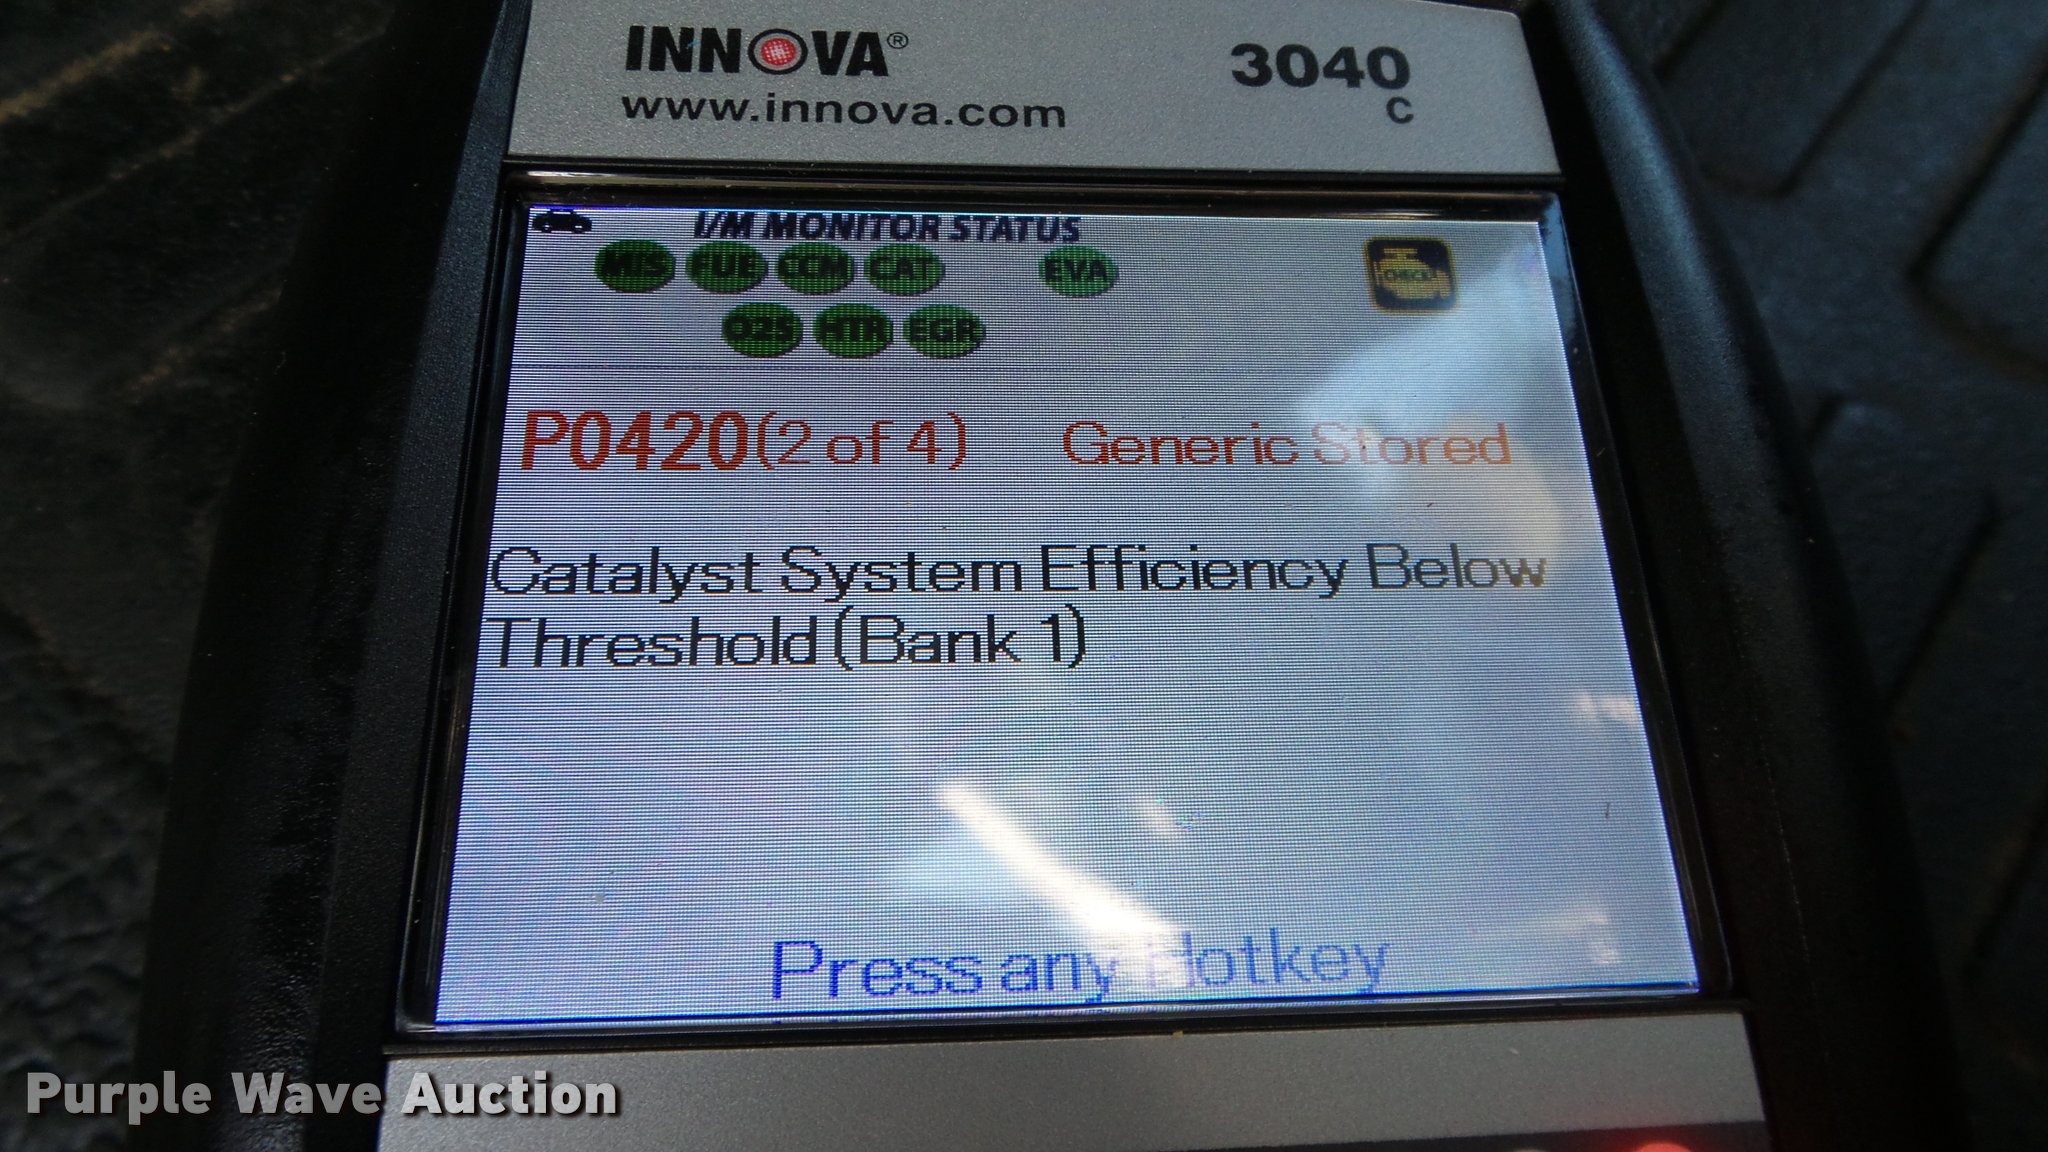 INNOVA®
www.innova.com
3040
C
I/M MONITOR STATUS
MIS FUE CCM CAT EVA
CHECK
O2S HTR EGR
P0420 (2 of 4) Generic Stored
Catalyst System Efficiency Below
Threshold (Bank 1)
Press any Hotkey
Purple Wave Auction